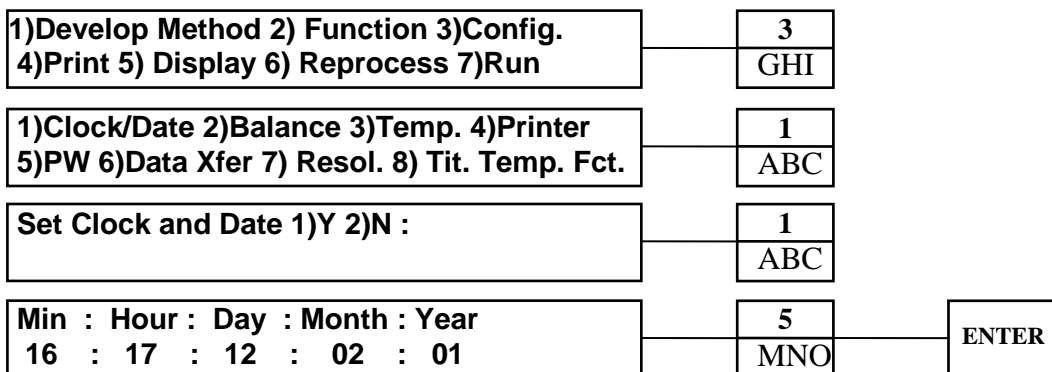 1)Develop Method 2) Function 3)Config.
4)Print 5) Display 6) Reprocess 7)Run
3
GHI
1)Clock/Date 2)Balance 3)Temp. 4)Printer
5)PW 6)Data Xfer 7) Resol. 8) Tit. Temp. Fct.
1
ABC
Set Clock and Date 1)Y 2)N :
1
ABC
Min : Hour : Day : Month : Year
16 : 17 : 12 : 02 : 01
5
MNO
ENTER